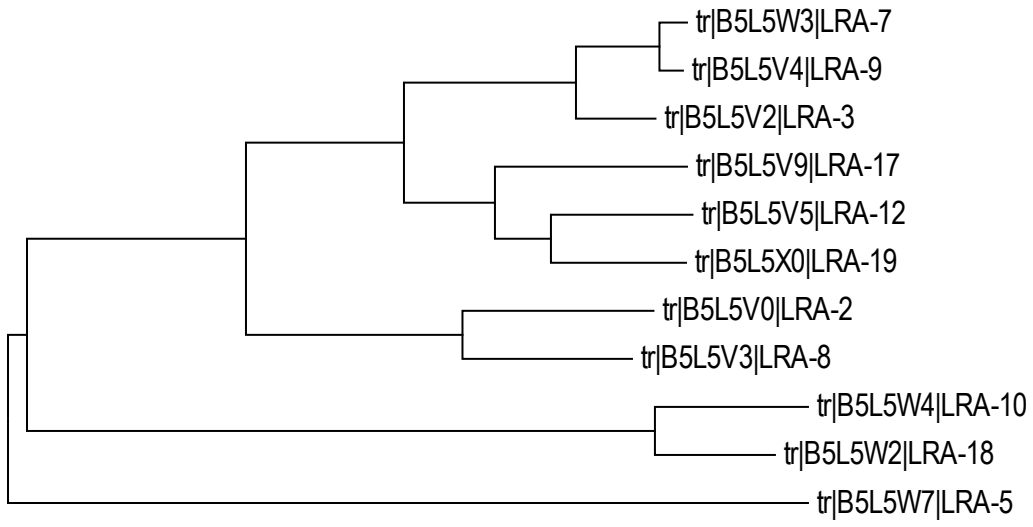 tr|B5L5W3|LRA-7
tr|B5L5V4|LRA-9
tr|B5L5V2|LRA-3
tr|B5L5V9|LRA-17
tr|B5L5V5|LRA-12
tr|B5L5X0|LRA-19
tr|B5L5V0|LRA-2
tr|B5L5V3|LRA-8
tr|B5L5W4|LRA-10
tr|B5L5W2|LRA-18
tr|B5L5W7|LRA-5